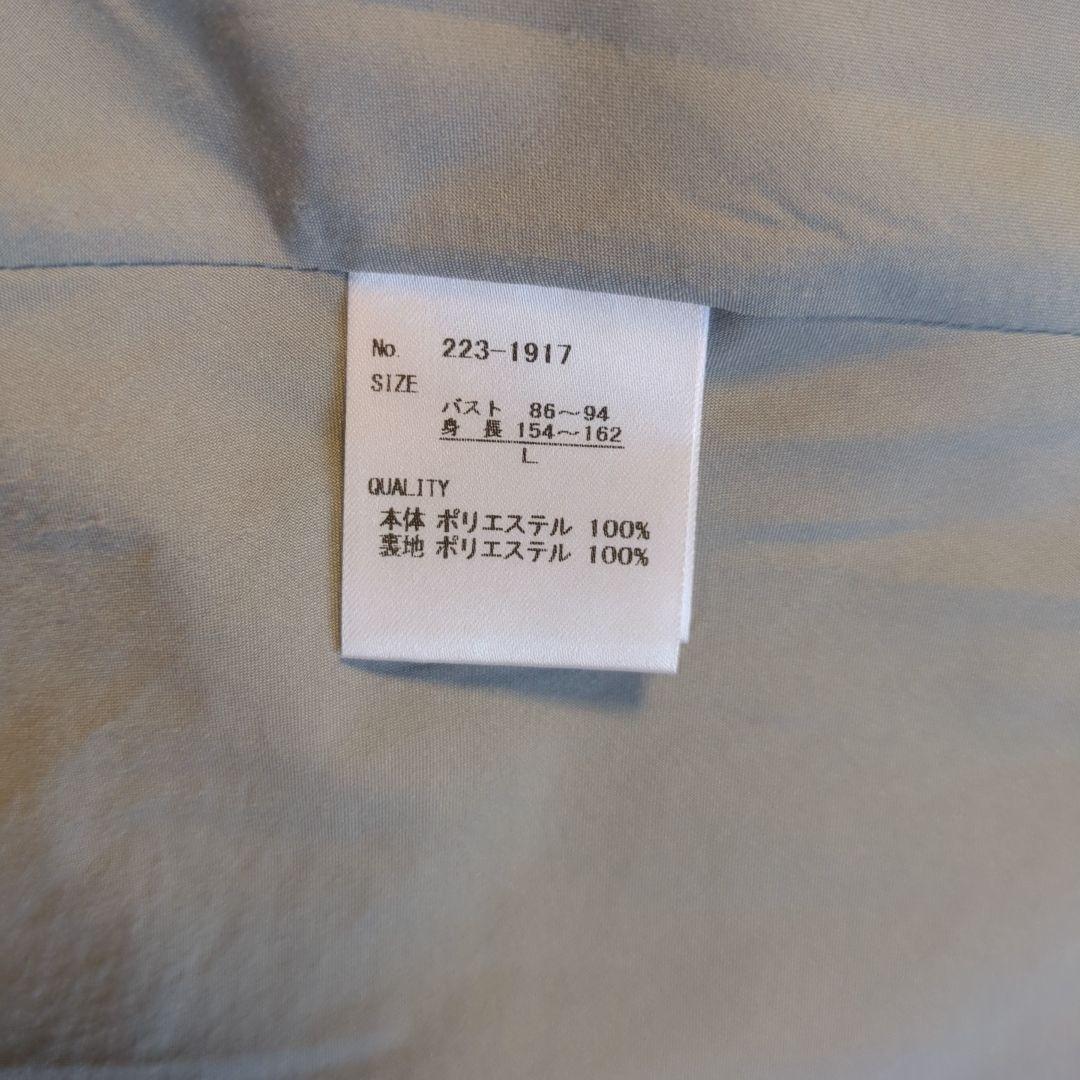 No. 223-1917
SIZE
バスト 86～94
身長 154～162
L
QUALITY
本体 ポリエステル 100%
裏地 ポリエステル 100%